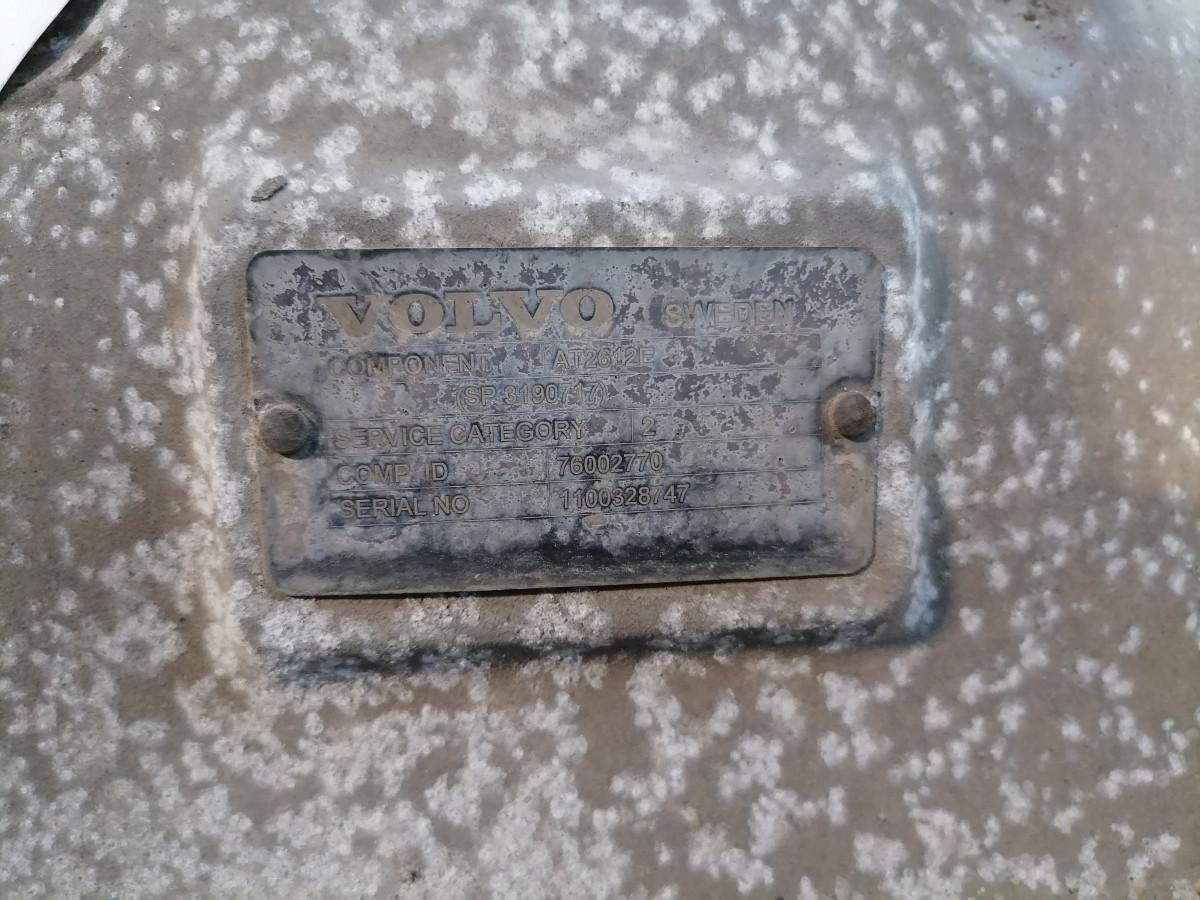 VOLVO SWEDEN
COMPONENT AT2612E
(SP 3190717)
SERVICE CATEGORY 2
COMP. ID 76002770
SERIAL NO 1100328747